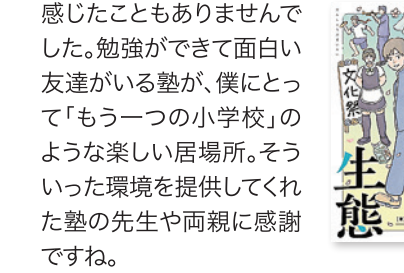 感じたこともありませんで
した。勉強ができて面白い
友達がいる塾が、僕にとっ
て「もう一つの小学校」の
ような楽しい居場所。そう
いった環境を提供してくれ
た塾の先生や両親に感謝
ですね。
文化祭
生態